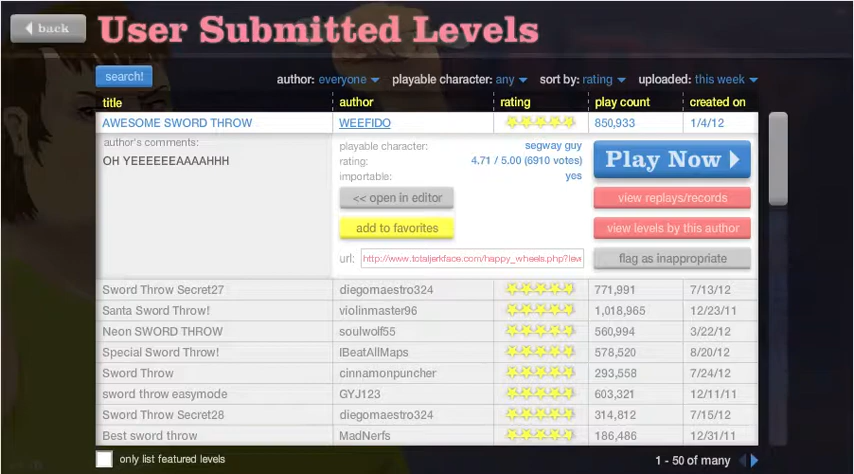 back
User Submitted Levels
search!
author: everyone playable character: any sort by: rating uploaded: this week
title author rating play count created on
AWESOME SWORD THROW WEEFIDO 850,933 1/4/12
author's comments:
OH YEEEEEEAAAAHHH
playable character: segway guy
rating: 4.71 / 5.00 (6910 votes)
importable: yes
<< open in editor
add to favorites
url: http://www.totaljerkface.com/happy_wheels.php?lev
Play Now
view replays/records
view levels by this author
flag as inappropriate
Sword Throw Secret27 diegomaestro324 771,991 7/13/12
Santa Sword Throw! violinmaster96 1,018,965 12/23/11
Neon SWORD THROW soulwolf55 560,994 3/22/12
Special Sword Throw! IBeatAllMaps 578,520 8/20/12
Sword Throw cinnamonpuncher 293,558 7/24/12
sword throw easymode GYJ123 603,321 12/11/11
Sword Throw Secret28 diegomaestro324 314,812 7/15/12
Best sword throw MadNerfs 186,486 12/31/11
only list featured levels 1 - 50 of many